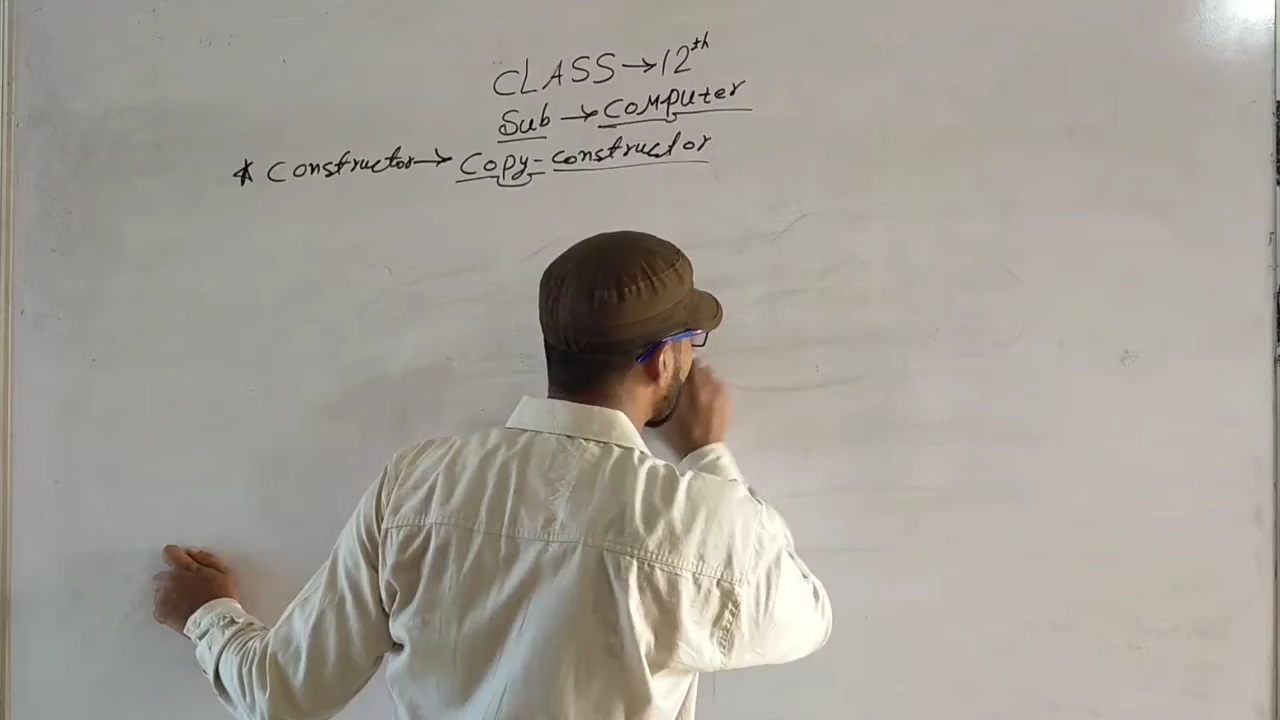 CLASS → 12th
Sub → Computer
* Constructor → Copy-constructor